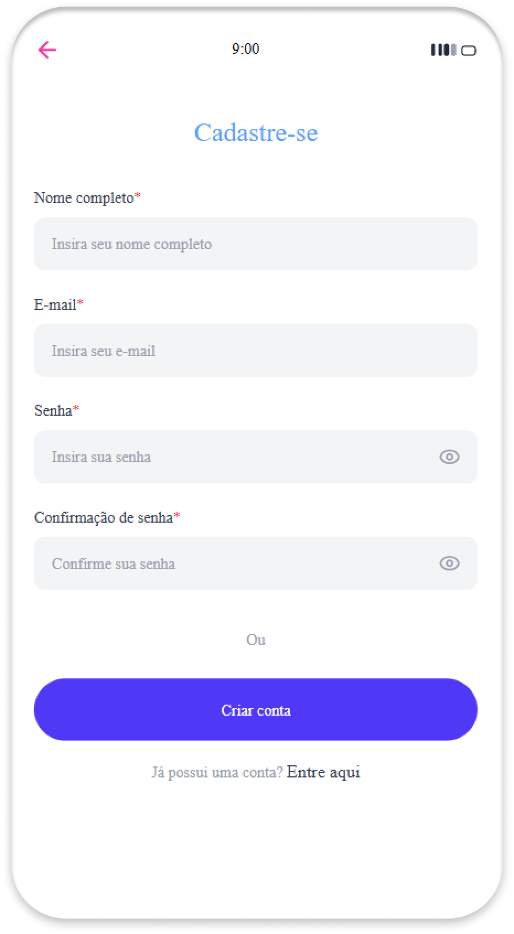 9:00
Cadastre-se
Nome completo*
Insira seu nome completo
E-mail*
Insira seu e-mail
Senha*
Insira sua senha
Confirmação de senha*
Confirme sua senha
Ou
Criar conta
Já possui uma conta? Entre aqui